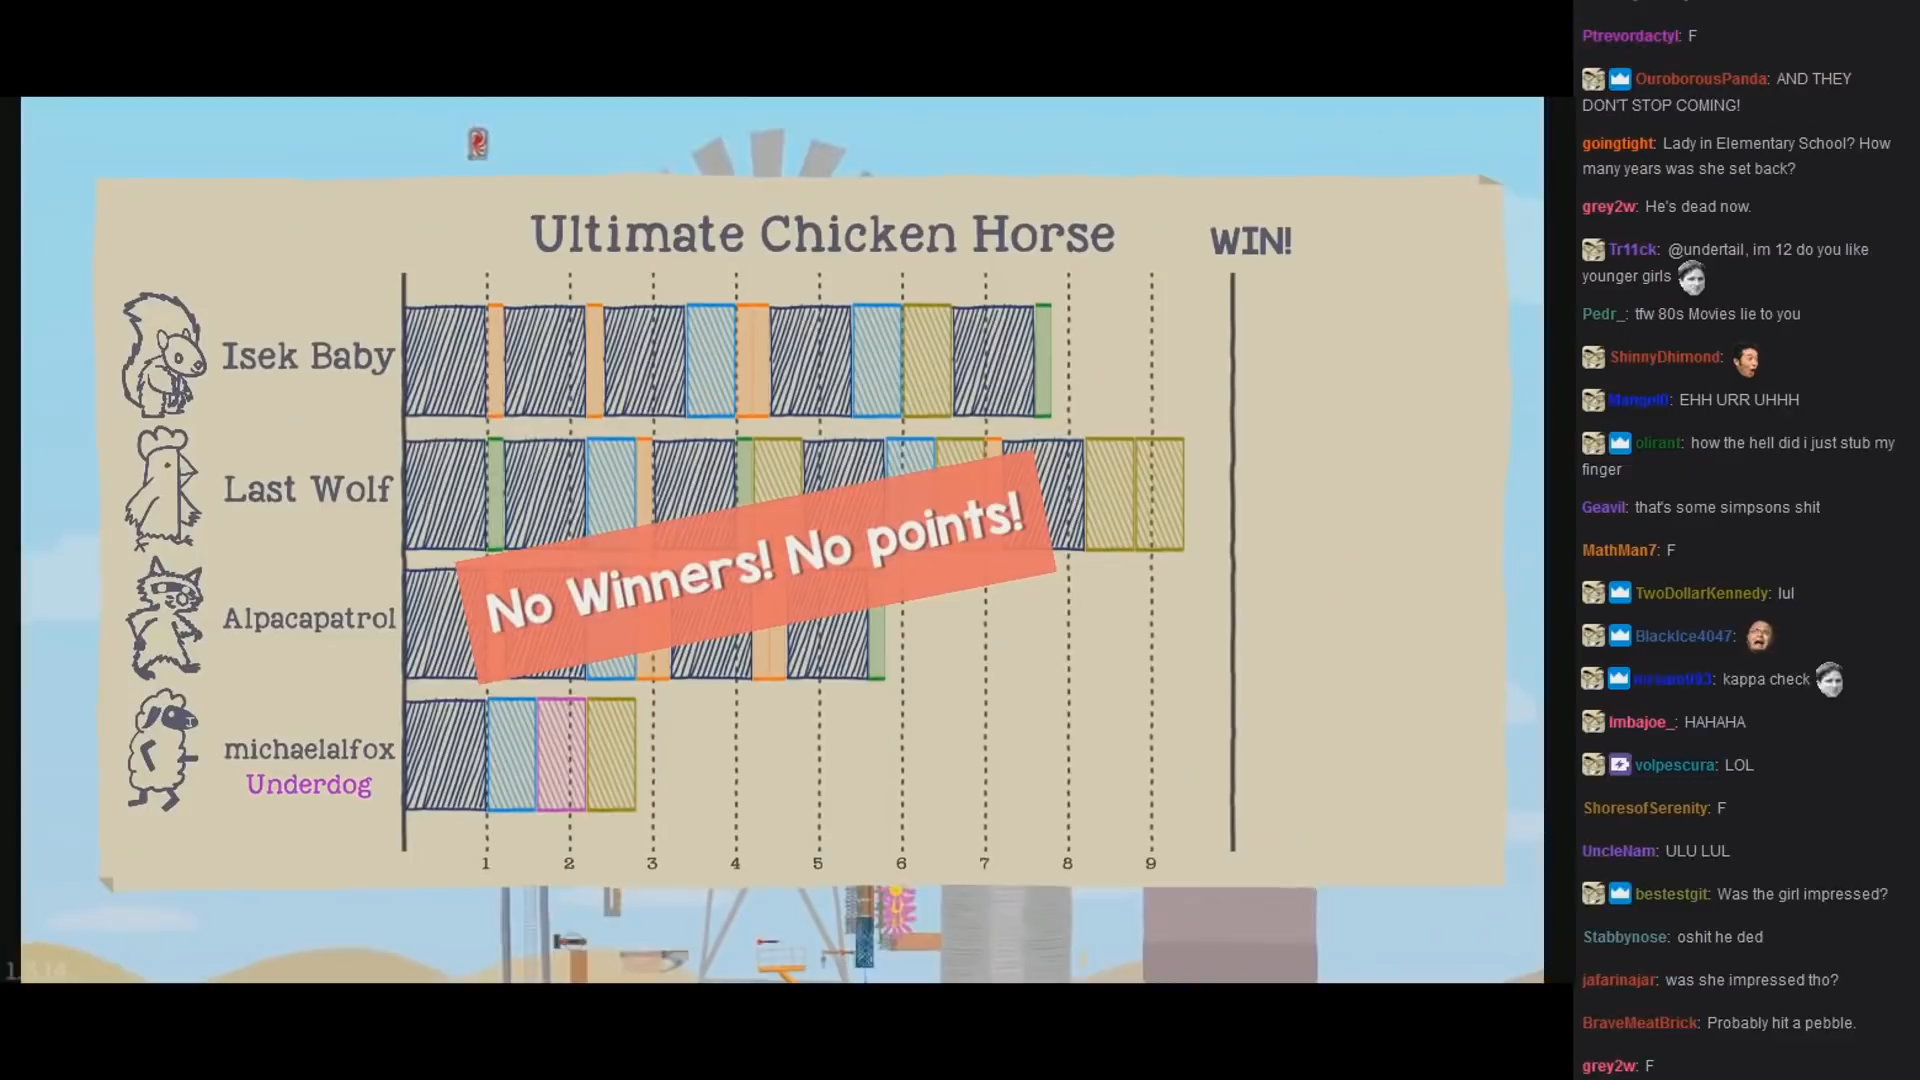 Ultimate Chicken Horse
WIN!
Isek Baby
Last Wolf
Alpacapatrol
michaelalfox
Underdog
No Winners! No points!
1 2 3 4 5 6 7 8 9
Ptrevordactyl: F
OuroborousPanda: AND THEY
DON'T STOP COMING!
goingtight: Lady in Elementary School? How
many years was she set back?
grey2w: He's dead now.
Tr11ck: @undertail, im 12 do you like
younger girls
Pedr_: tfw 80s Movies lie to you
ShinnyDhimond:
EHH URR UHHH
olirant: how the hell did i just stub my
finger
Geavil: that's some simpsons shit
MathMan7: F
TwoDollarKennedy: lul
BlackIce4047:
kappa check
Imbajoe_: HAHAHA
volpescura: LOL
ShoresofSerenity: F
UncleNam: ULU LUL
bestestgit: Was the girl impressed?
Stabbynose: oshit he ded
jafarinajar: was she impressed tho?
BraveMeatBrick: Probably hit a pebble.
grey2w: F